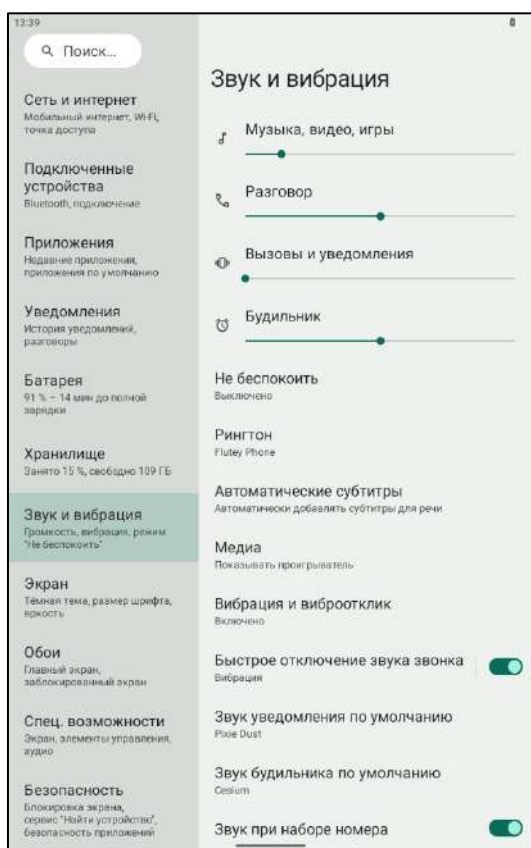 13:39
Поиск...
Сеть и интернет
Мобильный интернет, Wi-Fi,
точка доступа
Подключенные
устройства
Bluetooth, подключение
Приложения
Недавние приложения,
приложения по умолчанию
Уведомления
История уведомлений,
разговоры
Батарея
91 % – 14 мин до полной
зарядки
Хранилище
Занято 15 %, свободно 109 ГБ
Звук и вибрация
Громкость, вибрация, режим
"Не беспокоить"
Экран
Тёмная тема, размер шрифта,
яркость
Обои
Главный экран,
заблокированный экран
Спец. возможности
Экран, элементы управления,
аудио
Безопасность
Блокировка экрана,
сервис "Найти устройство",
безопасность приложений
Звук и вибрация
Музыка, видео, игры
Разговор
Вызовы и уведомления
Будильник
Не беспокоить
Выключено
Рингтон
Flutey Phone
Автоматические субтитры
Автоматически добавлять субтитры для речи
Медиа
Показывать проигрыватель
Вибрация и виброотклик
Включено
Быстрое отключение звука звонка
Вибрация
Звук уведомления по умолчанию
Pixie Dust
Звук будильника по умолчанию
Cesium
Звук при наборе номера